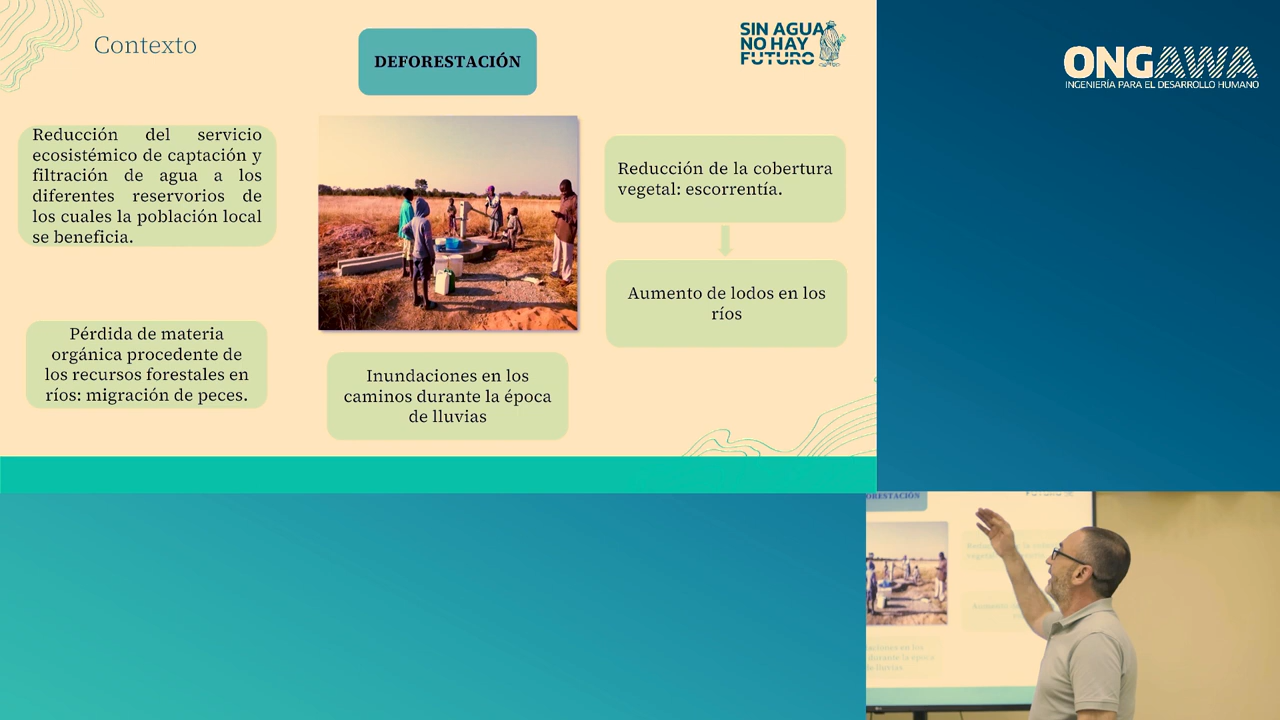 Contexto
DEFORESTACIÓN
SIN AGUA
NO HAY
FUTURO
ONGAWA
INGENIERÍA PARA EL DESARROLLO HUMANO
Reducción del servicio
ecosistémico de captación y
filtración de agua a los
diferentes reservorios de
los cuales la población local
se beneficia.
Pérdida de materia
orgánica procedente de
los recursos forestales en
ríos: migración de peces.
Inundaciones en los
caminos durante la época
de lluvias
Reducción de la cobertura
vegetal: escorrentía.
Aumento de lodos en los
ríos